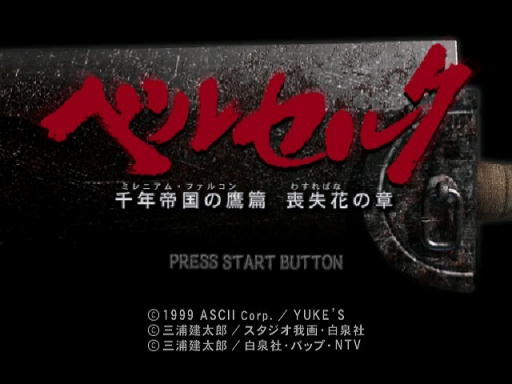 ベルセルク
ミレニアム・ファルコン わすればな
千年帝国の鷹篇 喪失花の章
PRESS START BUTTON
©1999 ASCII Corp. / YUKE'S
©三浦建太郎/スタジオ我画・白泉社
©三浦建太郎/白泉社・バップ・NTV